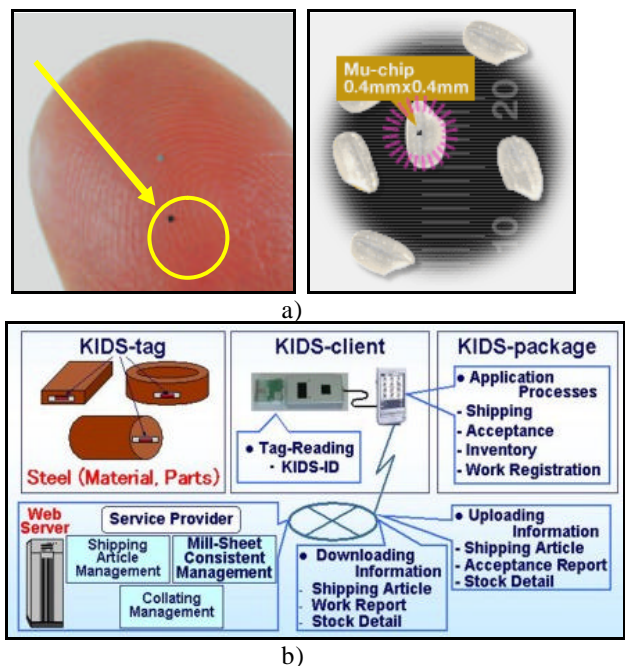 Mu-chip
0.4mmx0.4mm
20
10
a)
KIDS-tag
Steel (Material, Parts)
KIDS-client
● Tag-Reading
- KIDS-ID
KIDS-package
● Application
Processes
- Shipping
- Acceptance
- Inventory
- Work Registration
Web
Server
Service Provider
Shipping
Article
Management
Mill-Sheet
Consistent
Management
Collating
Management
● Downloading
Information
- Shipping Article
- Work Report
- Stock Detail
● Uploading
Information
- Shipping Article
- Acceptance Report
- Stock Detail
b)